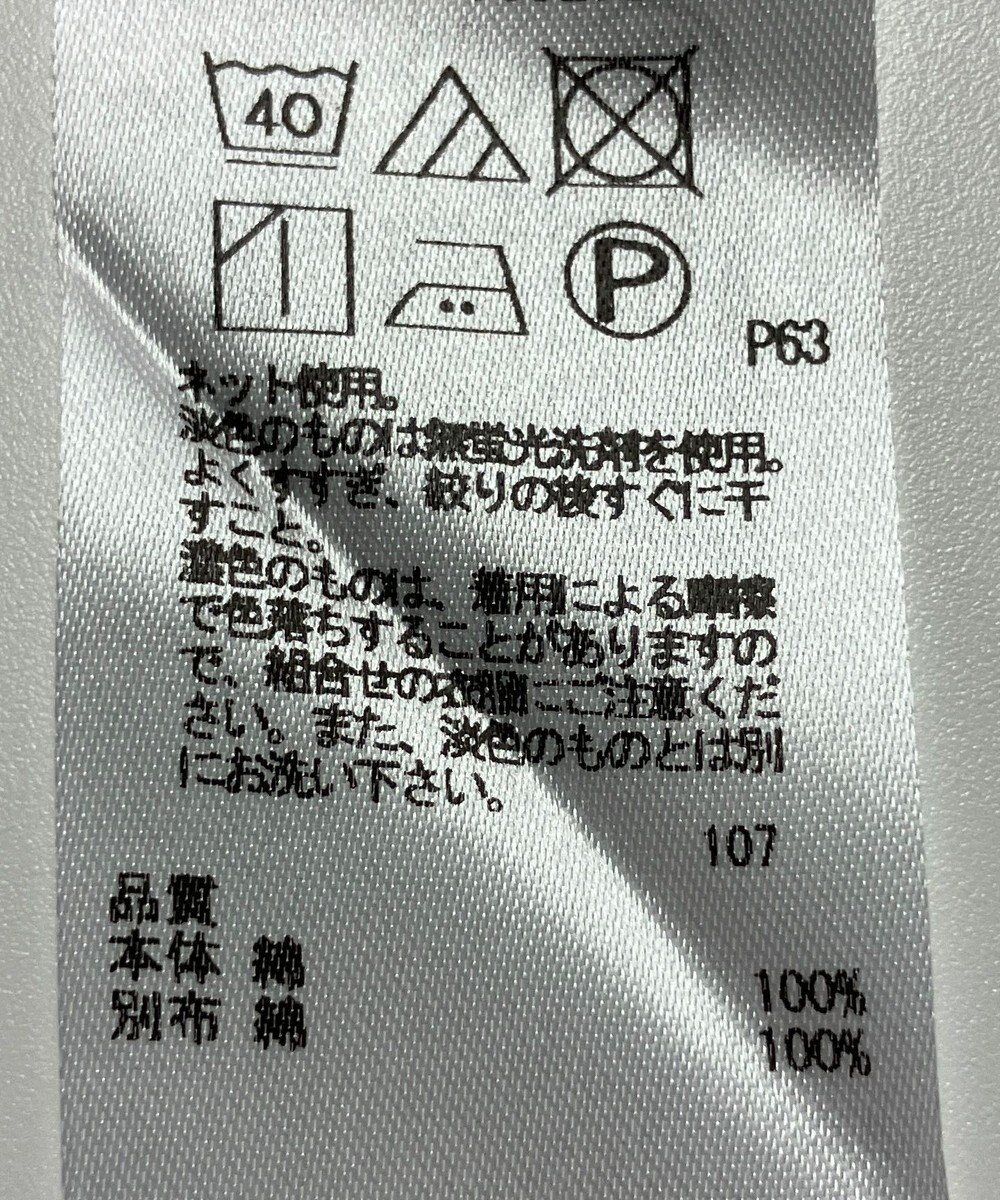 40
P
P63
ネット使用。
淡色のものは無蛍光洗剤を使用。
よくすすぎ、絞りの後すぐに干
すこと。
濃色のものは、着用による摩擦
で色落ちすることがありますの
で、組合せの衣類にご注意くだ
さい。また、淡色のものとは別
にお洗い下さい。
107
品質
本体 綿 100%
別布 綿 100%